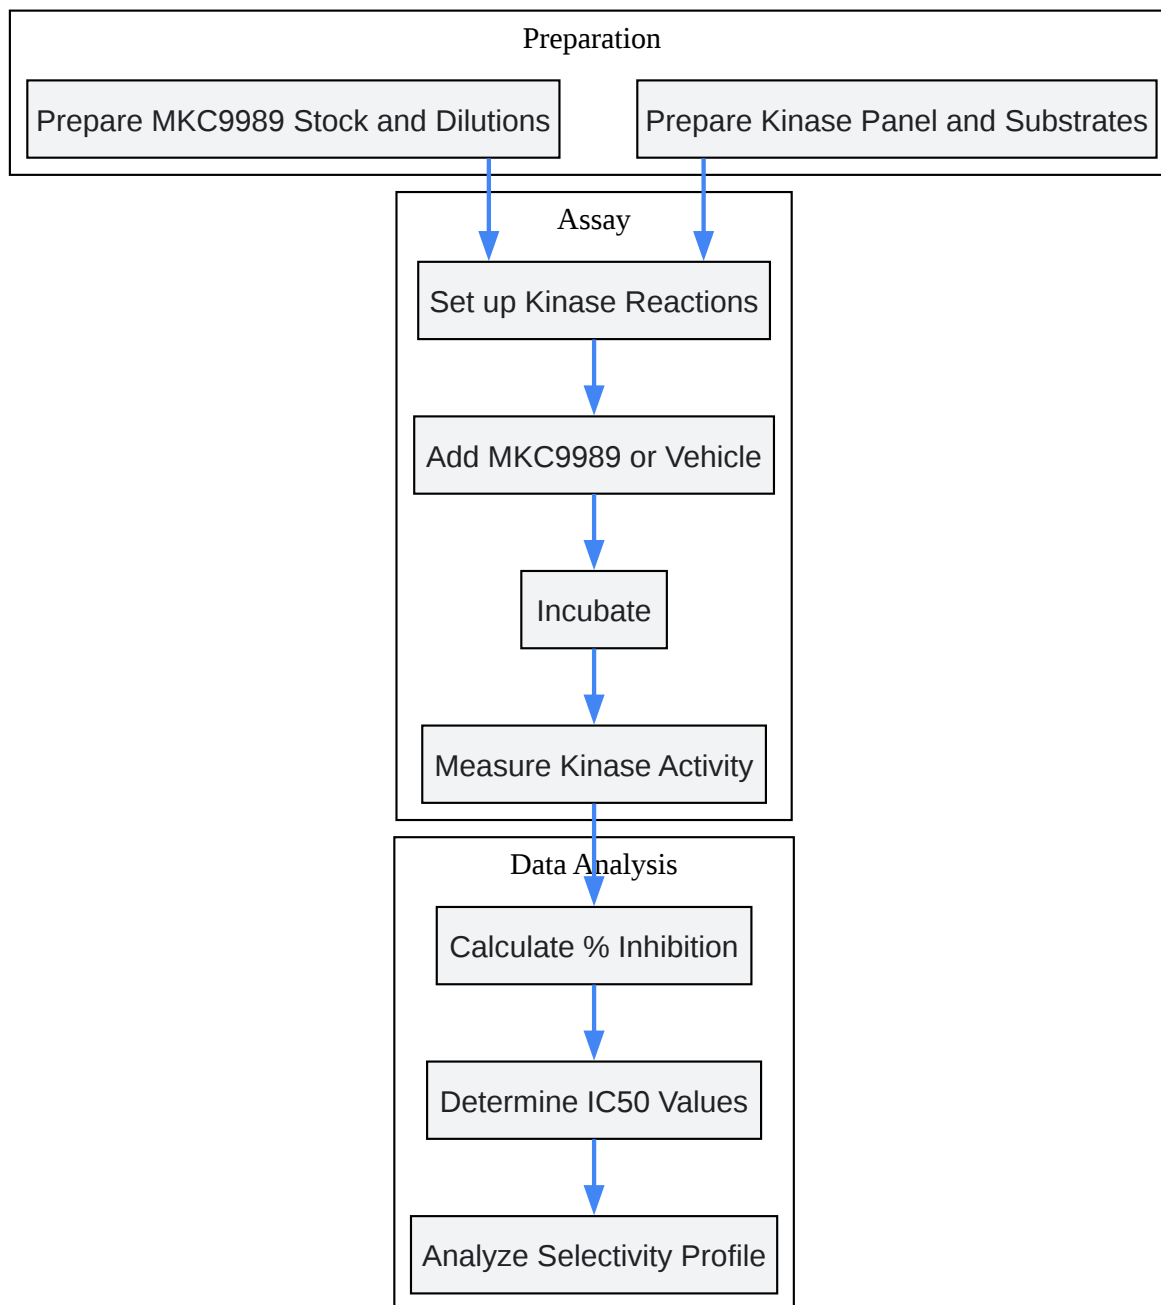 Preparation
Prepare MKC9989 Stock and Dilutions
Prepare Kinase Panel and Substrates
Assay
Set up Kinase Reactions
Add MKC9989 or Vehicle
Incubate
Measure Kinase Activity
Data Analysis
Calculate % Inhibition
Determine IC50 Values
Analyze Selectivity Profile